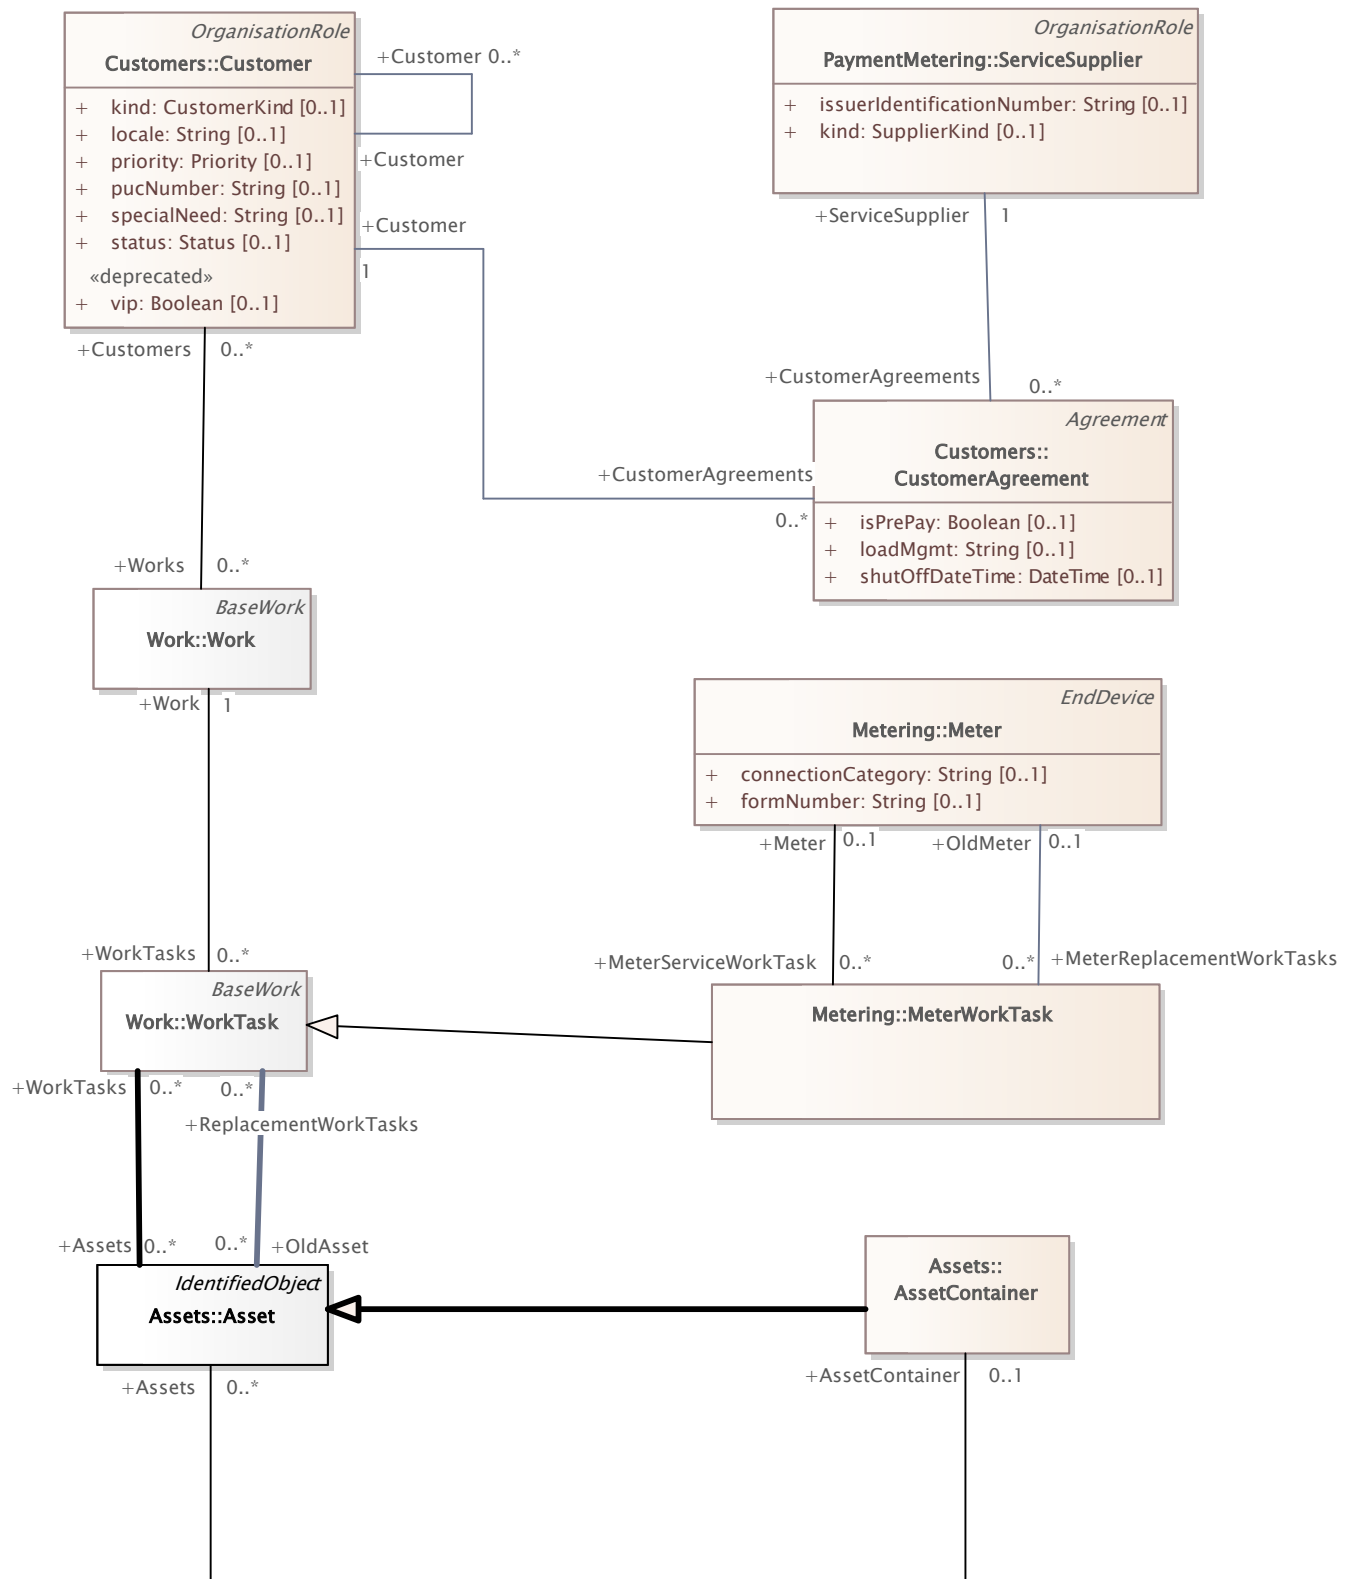 OrganisationRole
Customers::Customer
+ kind: CustomerKind [0..1]
+ locale: String [0..1]
+ priority: Priority [0..1]
+ pucNumber: String [0..1]
+ specialNeed: String [0..1]
+ status: Status [0..1]
«deprecated»
+ vip: Boolean [0..1]
+Customer 0..*
+Customer
+Customer
1
OrganisationRole
PaymentMetering::ServiceSupplier
+ issuerIdentificationNumber: String [0..1]
+ kind: SupplierKind [0..1]
+ServiceSupplier 1
+CustomerAgreements 0..*
Agreement
Customers::
CustomerAgreement
+ isPrePay: Boolean [0..1]
+ loadMgmt: String [0..1]
+ shutOffDateTime: DateTime [0..1]
+CustomerAgreements
0..*
+Customers 0..*
+Works 0..*
BaseWork
Work::Work
+Work 1
+WorkTasks 0..*
BaseWork
Work::WorkTask
EndDevice
Metering::Meter
+ connectionCategory: String [0..1]
+ formNumber: String [0..1]
+Meter 0..1 +OldMeter 0..1
+MeterServiceWorkTask 0..* 0..* +MeterReplacementWorkTasks
Metering::MeterWorkTask
+WorkTasks 0..* 0..*
+ReplacementWorkTasks
+Assets 0..* 0..* +OldAsset
IdentifiedObject
Assets::Asset
+Assets 0..*
Assets::
AssetContainer
+AssetContainer 0..1